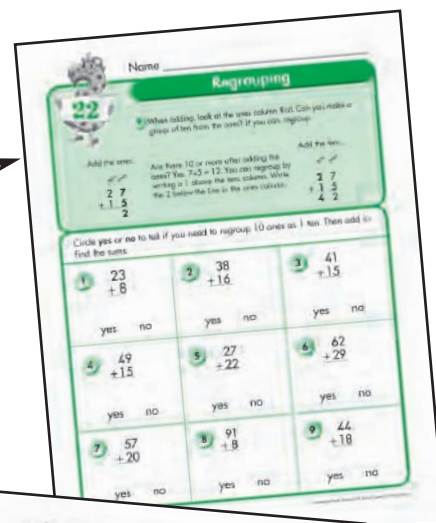 Name
Regrouping
22
When adding, look at the ones column first. Can you make a
group of ten from the ones? If you can, regroup.
Add the ones.
2 7
+ 1 5
2
Are there 10 or more after adding the
ones? Yes. 7+5 = 12. You can regroup by
writing a 1 above the tens column. Write
the 2 below the line in the ones column.
Add the tens.
2 7
+ 1 5
4 2
Circle yes or no to tell if you need to regroup 10 ones as 1 ten. Then add to
find the sums.
1 23
+ 8
yes no
2 38
+16
yes no
3 41
+15
yes no
4 49
+15
yes no
5 27
+22
yes no
6 62
+29
yes no
7 57
+20
yes no
8 91
+ 8
yes no
9 44
+18
yes no